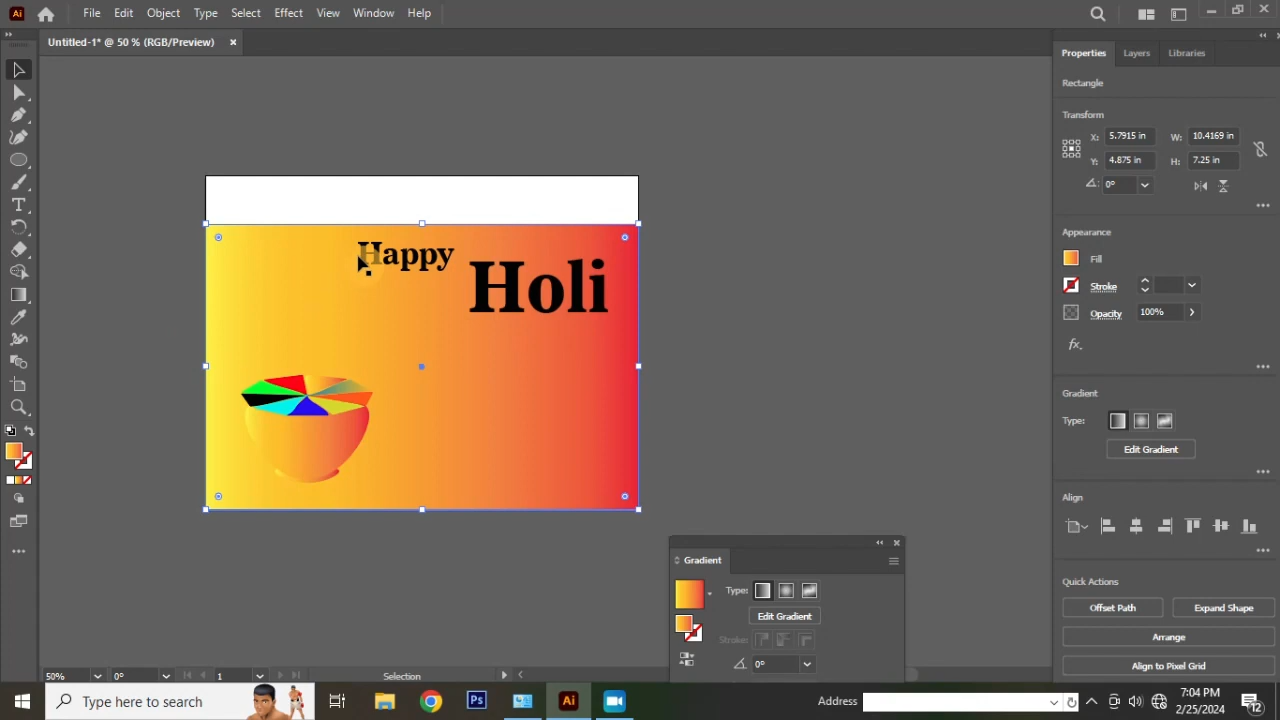 Ai File Edit Object Type Select Effect View Window Help
Untitled-1* @ 50 % (RGB/Preview)
Properties Layers Libraries
Rectangle
Transform
X: 5.7915 in W: 10.4169 in
Y: 4.875 in H: 7.25 in
0°
Appearance
Fill
Stroke
Opacity 100%
fx.
Gradient
Type:
Edit Gradient
Align
Quick Actions
Offset Path Expand Shape
Arrange
Align to Pixel Grid
Happy
Holi
Gradient
Type:
Edit Gradient
Stroke:
0°
50% 0° 1 Selection
Type here to search
Ps
Ai
Address
7:04 PM
2/25/2024
12